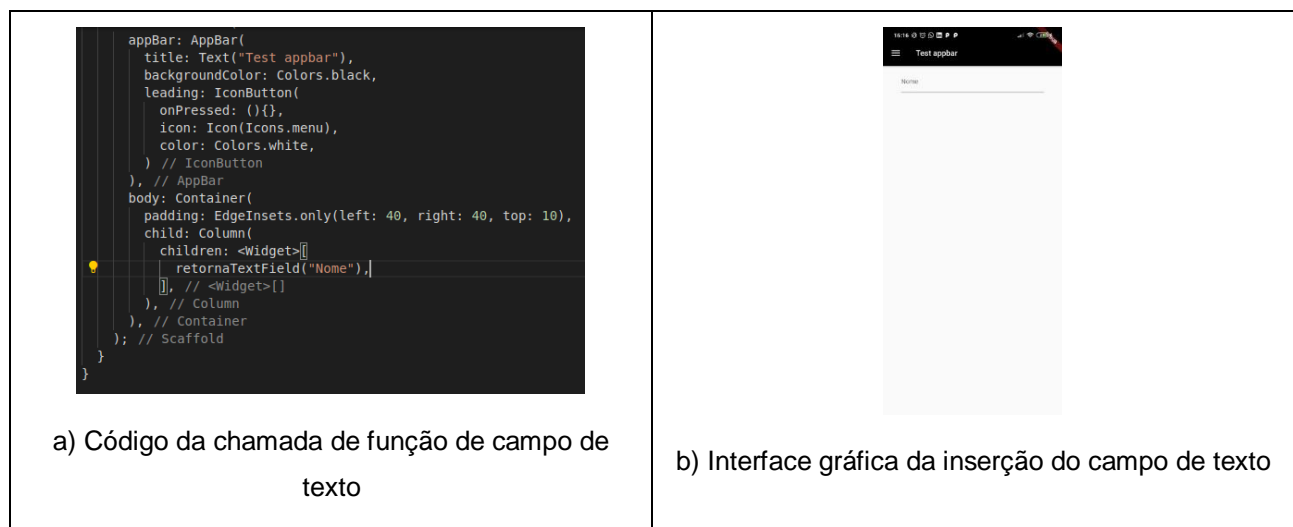 appBar: AppBar(
title: Text("Test appbar"),
backgroundColor: Colors.black,
leading: IconButton(
onPressed: (){},
icon: Icon(Icons.menu),
color: Colors.white,
) // IconButton
), // AppBar
body: Container(
padding: EdgeInsets.only(left: 40, right: 40, top: 10),
child: Column(
children: <Widget>[
retornaTextField("Nome"),
], // <Widget>[]
), // Column
), // Container
); // Scaffold
}
}
a) Código da chamada de função de campo de
texto
16:16
Test appbar
Nome
b) Interface gráfica da inserção do campo de texto